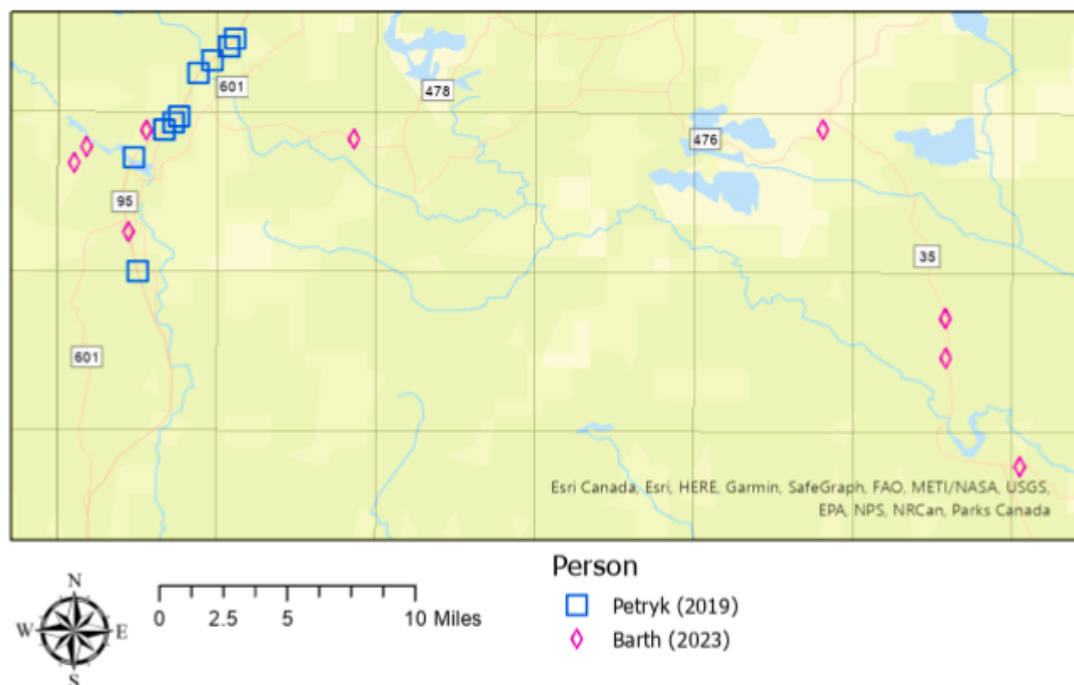 601
478
476
95
35
601
Esri Canada, Esri, HERE, Garmin, SafeGraph, FAO, METI/NASA, USGS,
EPA, NPS, NRCan, Parks Canada
N
W E
S
0 2.5 5 10 Miles
Person
Petryk (2019)
Barth (2023)